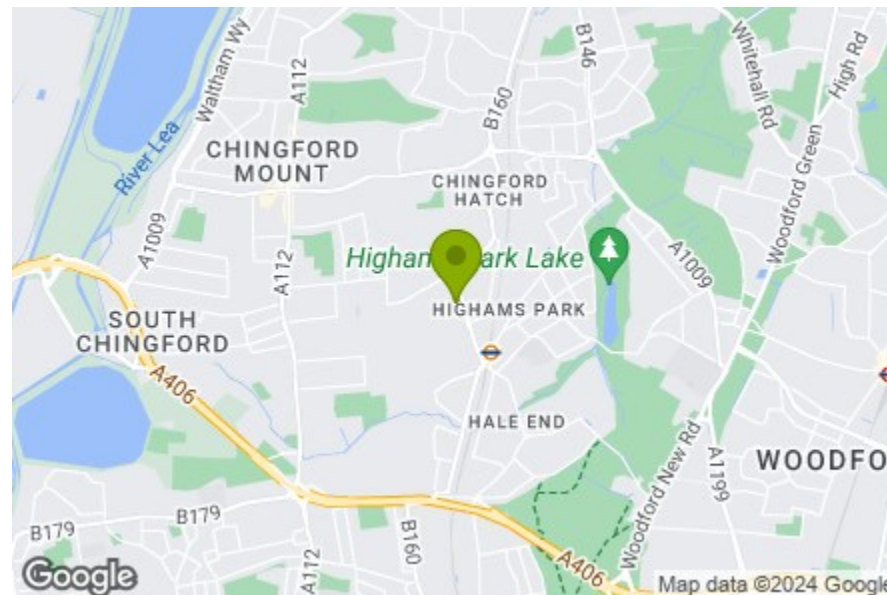 B146
Whitehall Rd
High Rd
Waltham Wy
A112
B160
River Lea
CHINGFORD
MOUNT
CHINGFORD
HATCH
Woodford Green
A1009
A112
Park Lake
A1009
HIGHAMS PARK
SOUTH
CHINGFORD
A406
HALE END
Woodford New Rd
A1199
WOODFO
B179
B179
A112
B160
A406
Google
Map data ©2024 Google